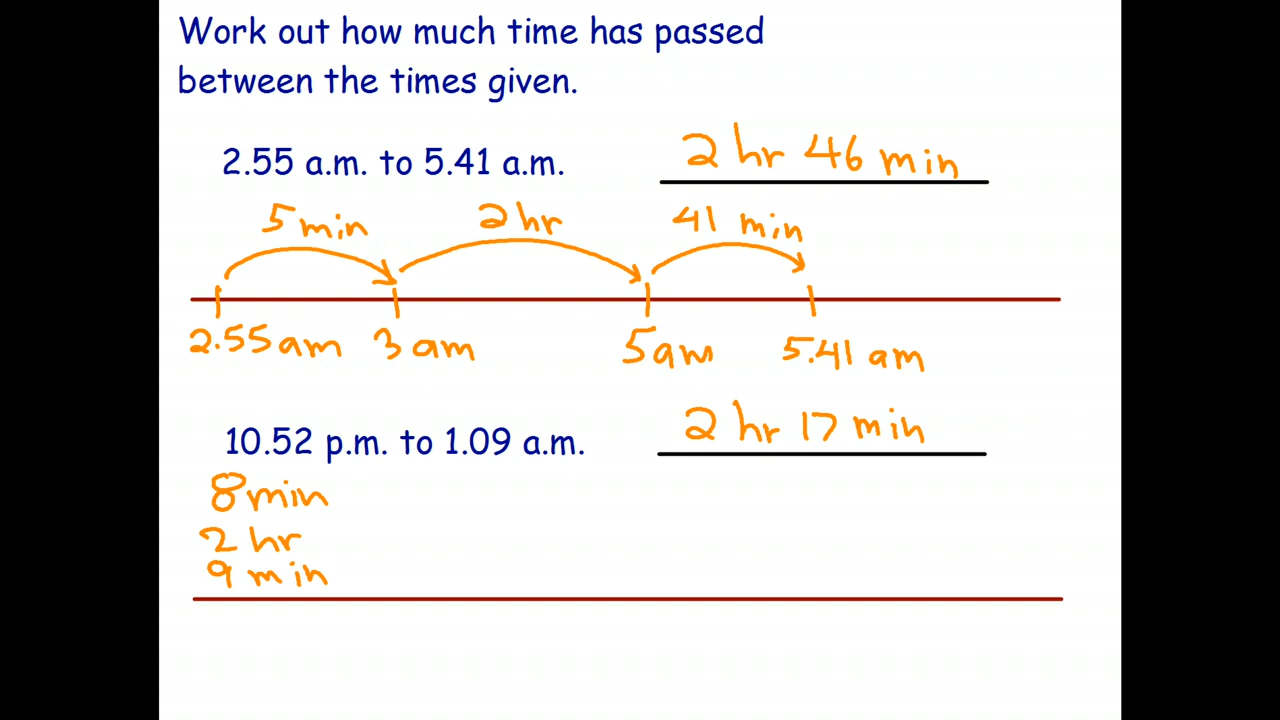 Work out how much time has passed
between the times given.
2.55 a.m. to 5.41 a.m. 2 hr 46 min
5 min 2 hr 41 min
2.55 am 3 am 5 am 5.41 am
10.52 p.m. to 1.09 a.m. 2 hr 17 min
8 min
2 hr
9 min